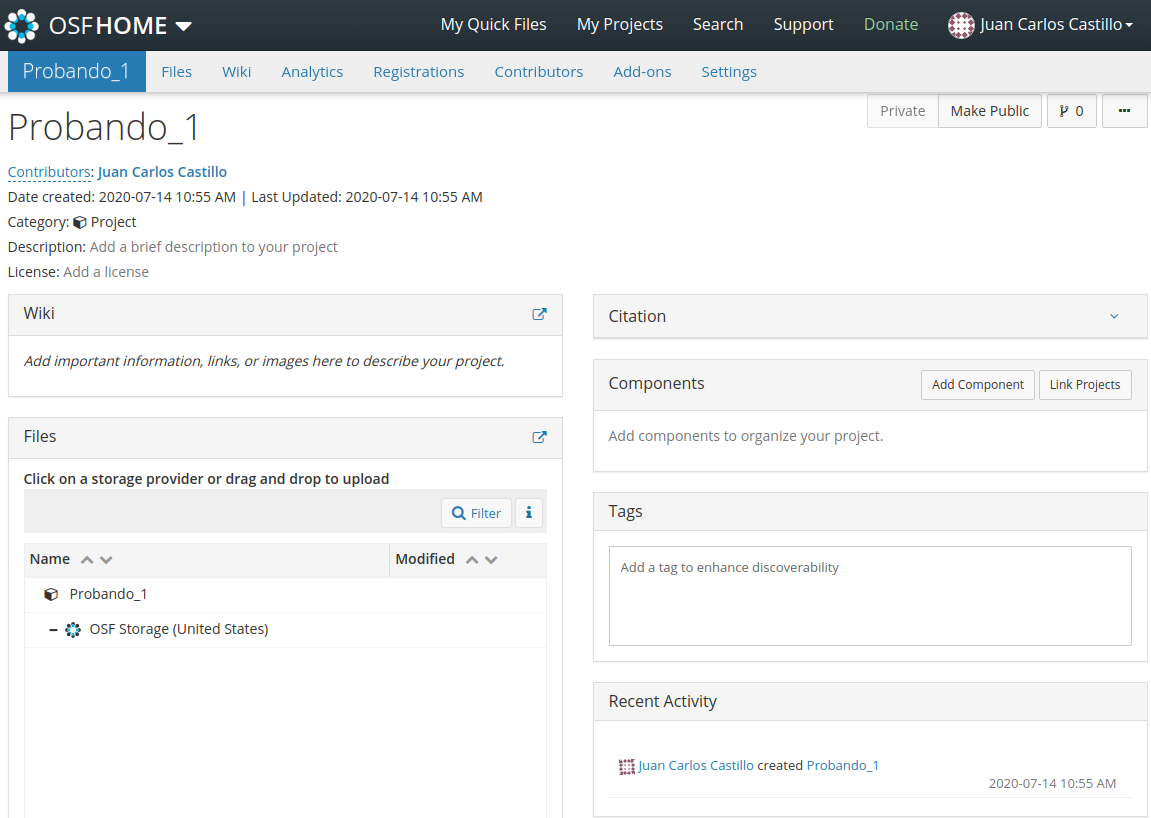 OSFHOME My Quick Files My Projects Search Support Donate Juan Carlos Castillo
Probando_1 Files Wiki Analytics Registrations Contributors Add-ons Settings
Probando_1
Private Make Public 0 ...
Contributors: Juan Carlos Castillo
Date created: 2020-07-14 10:55 AM | Last Updated: 2020-07-14 10:55 AM
Category: Project
Description: Add a brief description to your project
License: Add a license
Wiki
Add important information, links, or images here to describe your project.
Files
Click on a storage provider or drag and drop to upload
Filter i
Name Modified
Probando_1
OSF Storage (United States)
Citation
Components Add Component Link Projects
Add components to organize your project.
Tags
Add a tag to enhance discoverability
Recent Activity
Juan Carlos Castillo created Probando_1
2020-07-14 10:55 AM